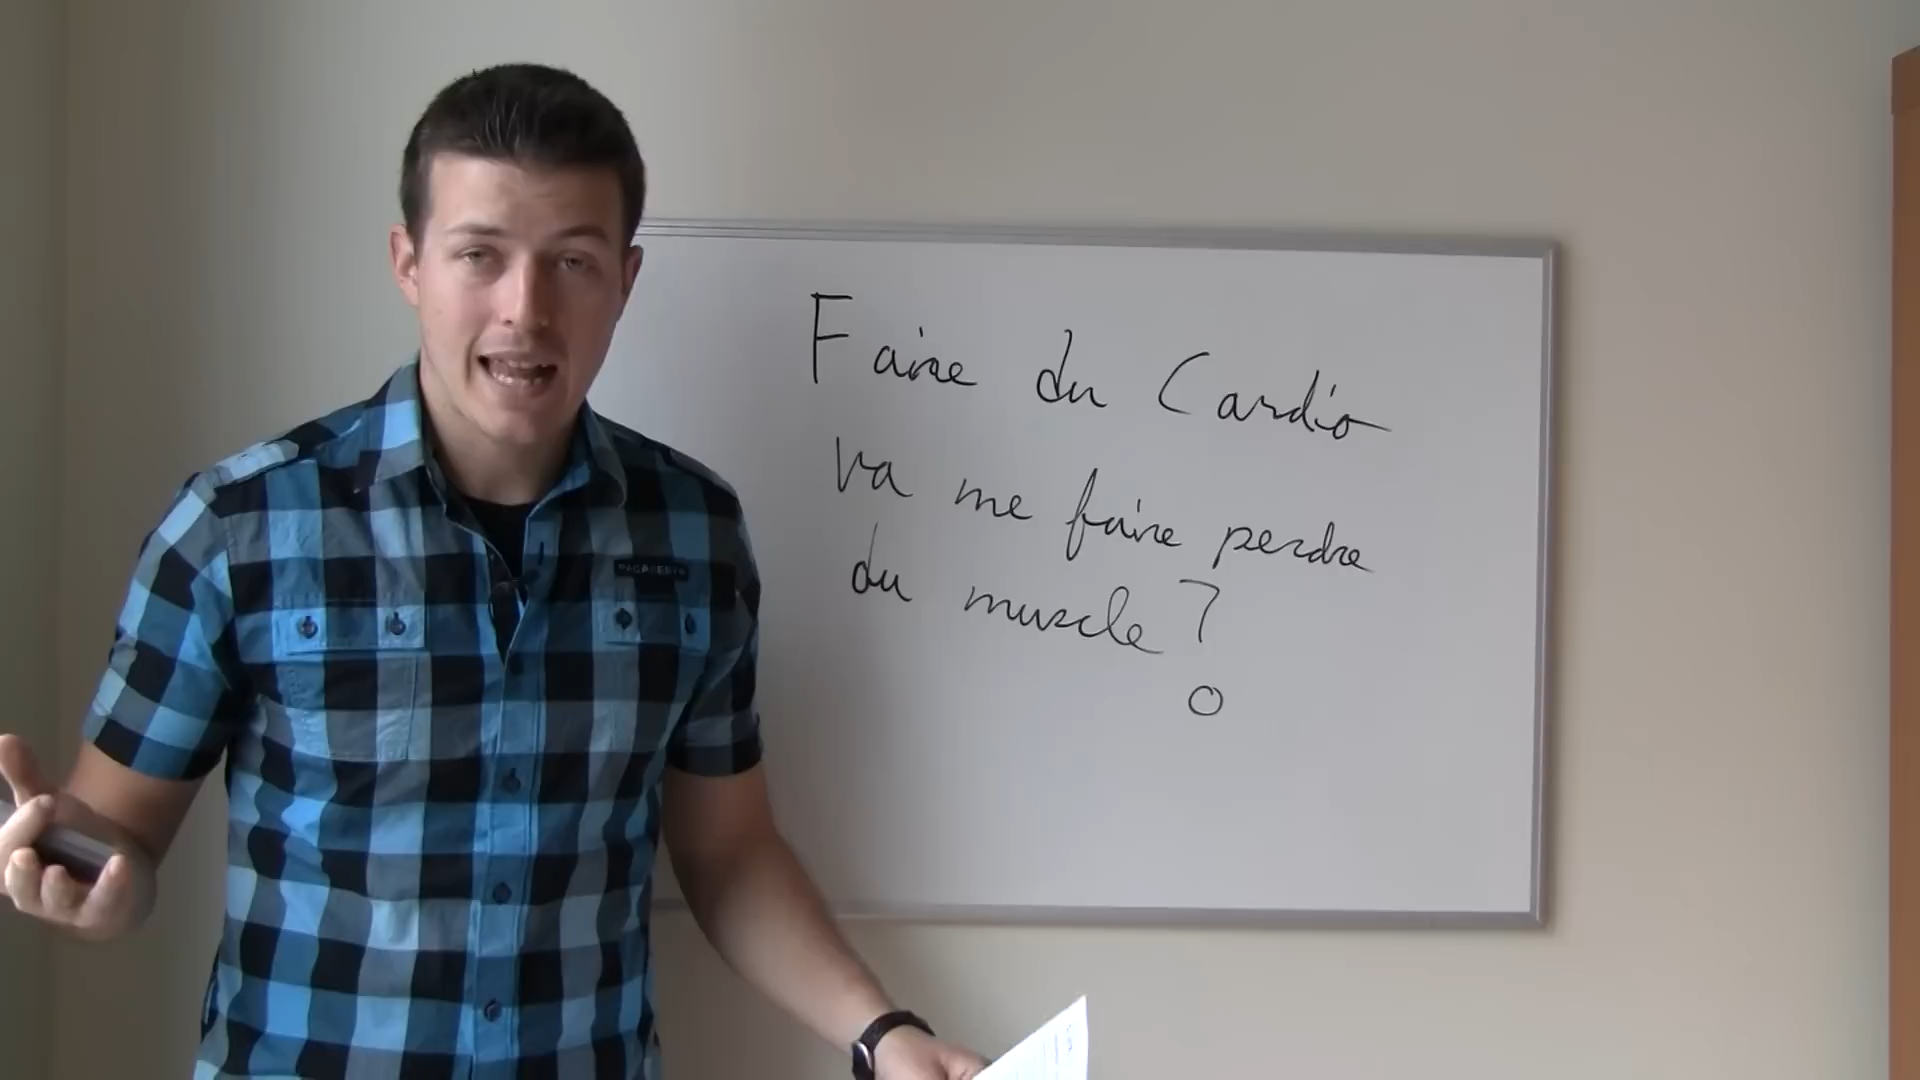 Faire du Cardio
va me faire perdre
du muscle ?